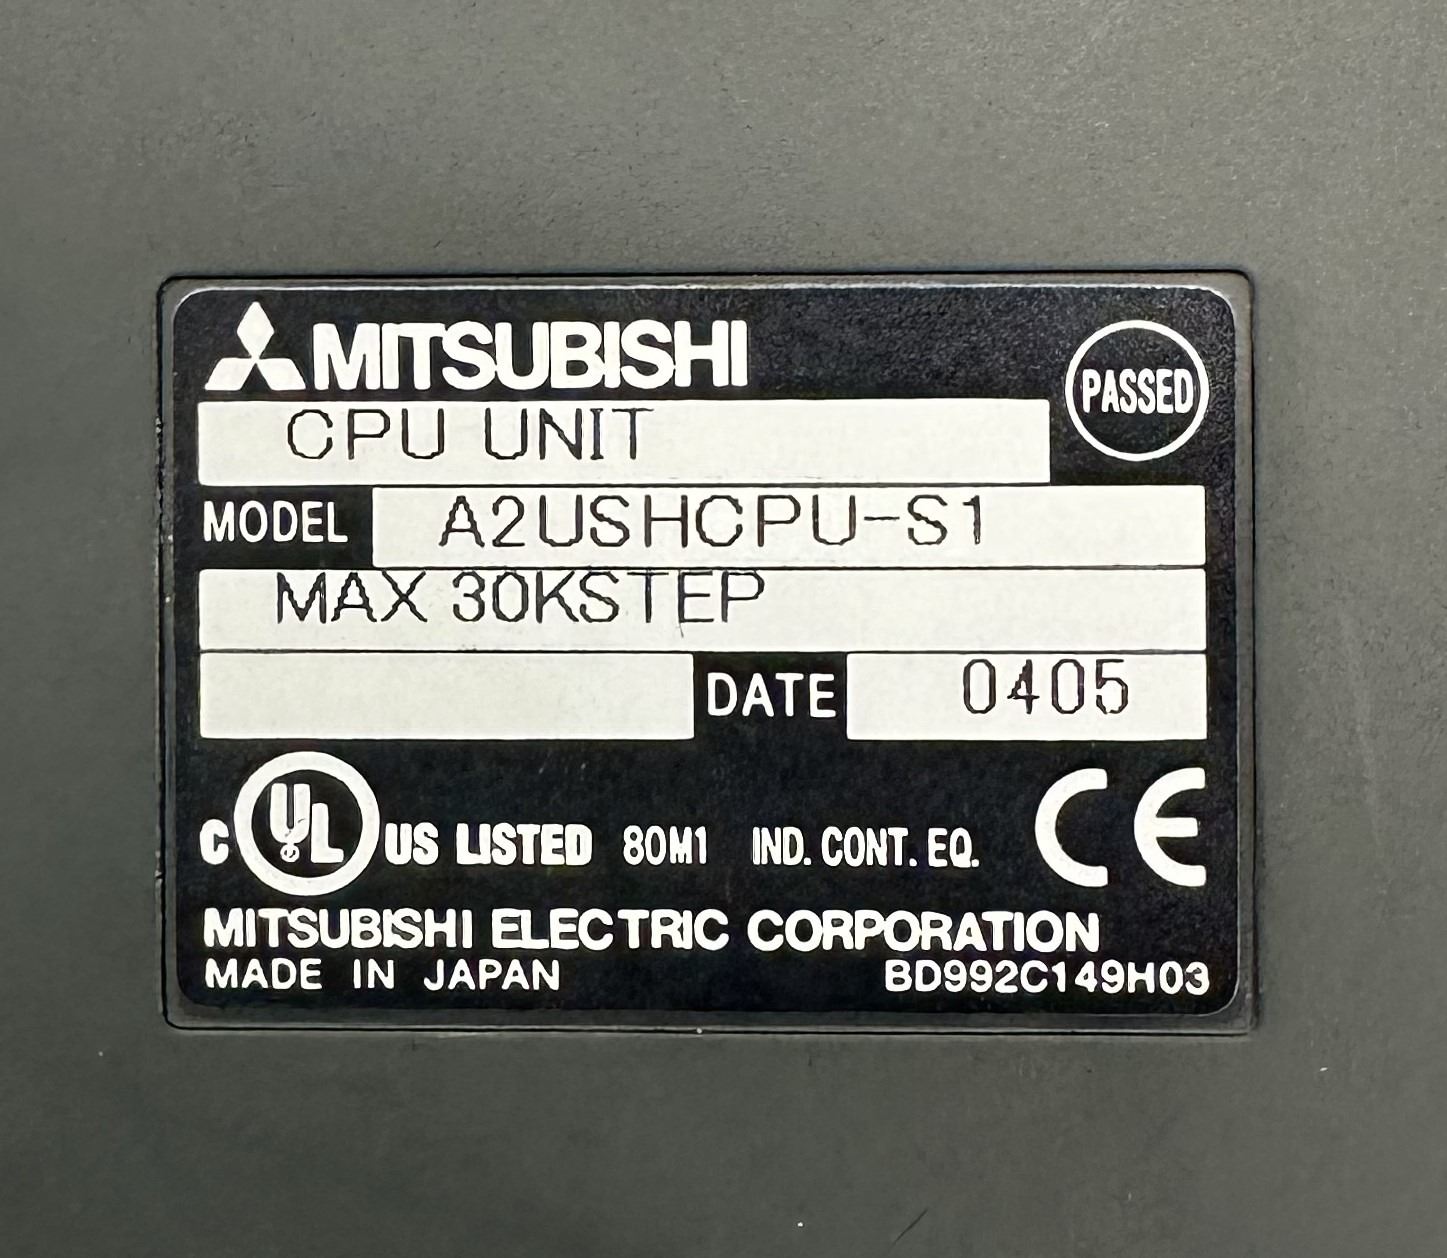 MITSUBISHI
PASSED
CPU UNIT
MODEL A2USHCPU-S1
MAX 30KSTEP
DATE 0405
C UL US LISTED 80M1 IND. CONT. EQ. CE
MITSUBISHI ELECTRIC CORPORATION
MADE IN JAPAN BD992C149H03